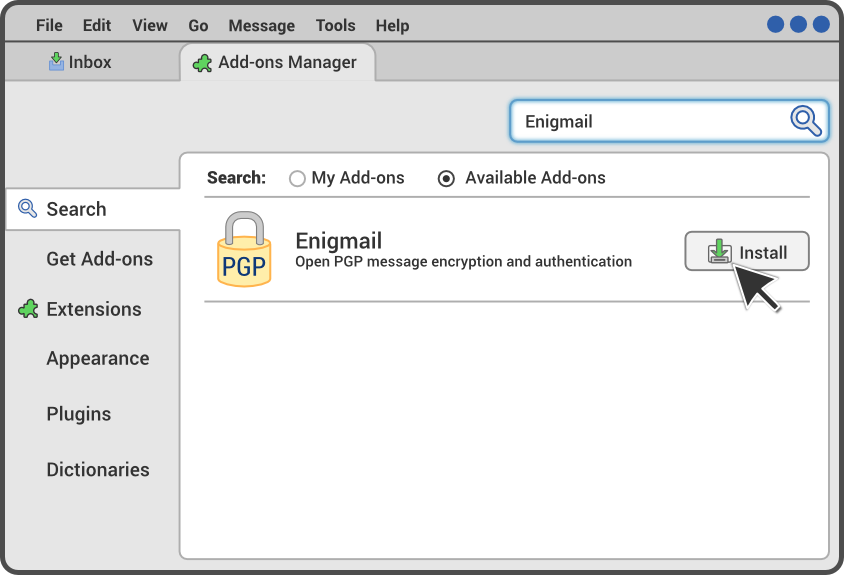 File Edit View Go Message Tools Help
Inbox Add-ons Manager
Enigmail
Search: My Add-ons Available Add-ons
Search
Get Add-ons
Extensions
Appearance
Plugins
Dictionaries
PGP
Enigmail
Open PGP message encryption and authentication
Install